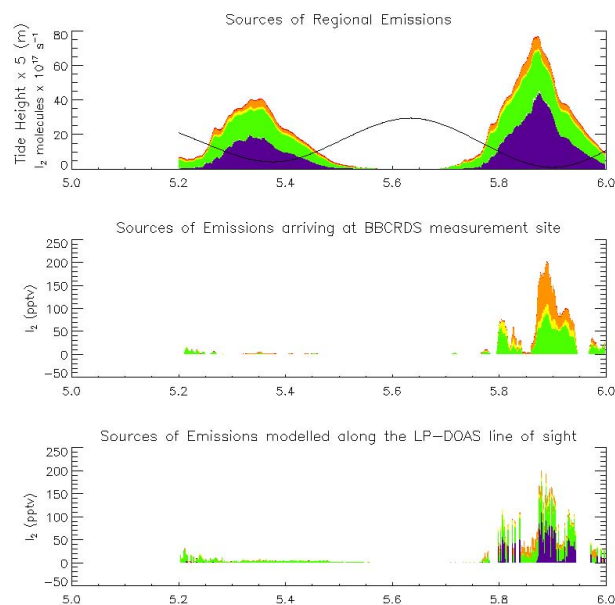 Sources of Regional Emissions
Tide Height x 5 (m)
I₂ molecules x 10¹⁷ s⁻¹
80
60
40
20
0
5.0 5.2 5.4 5.6 5.8 6.0
Sources of Emissions arriving at BBCRDS measurement site
I₂ (pptv)
250
200
150
100
50
0
−50
5.0 5.2 5.4 5.6 5.8 6.0
Sources of Emissions modelled along the LP−DOAS line of sight
I₂ (pptv)
250
200
150
100
50
0
−50
5.0 5.2 5.4 5.6 5.8 6.0